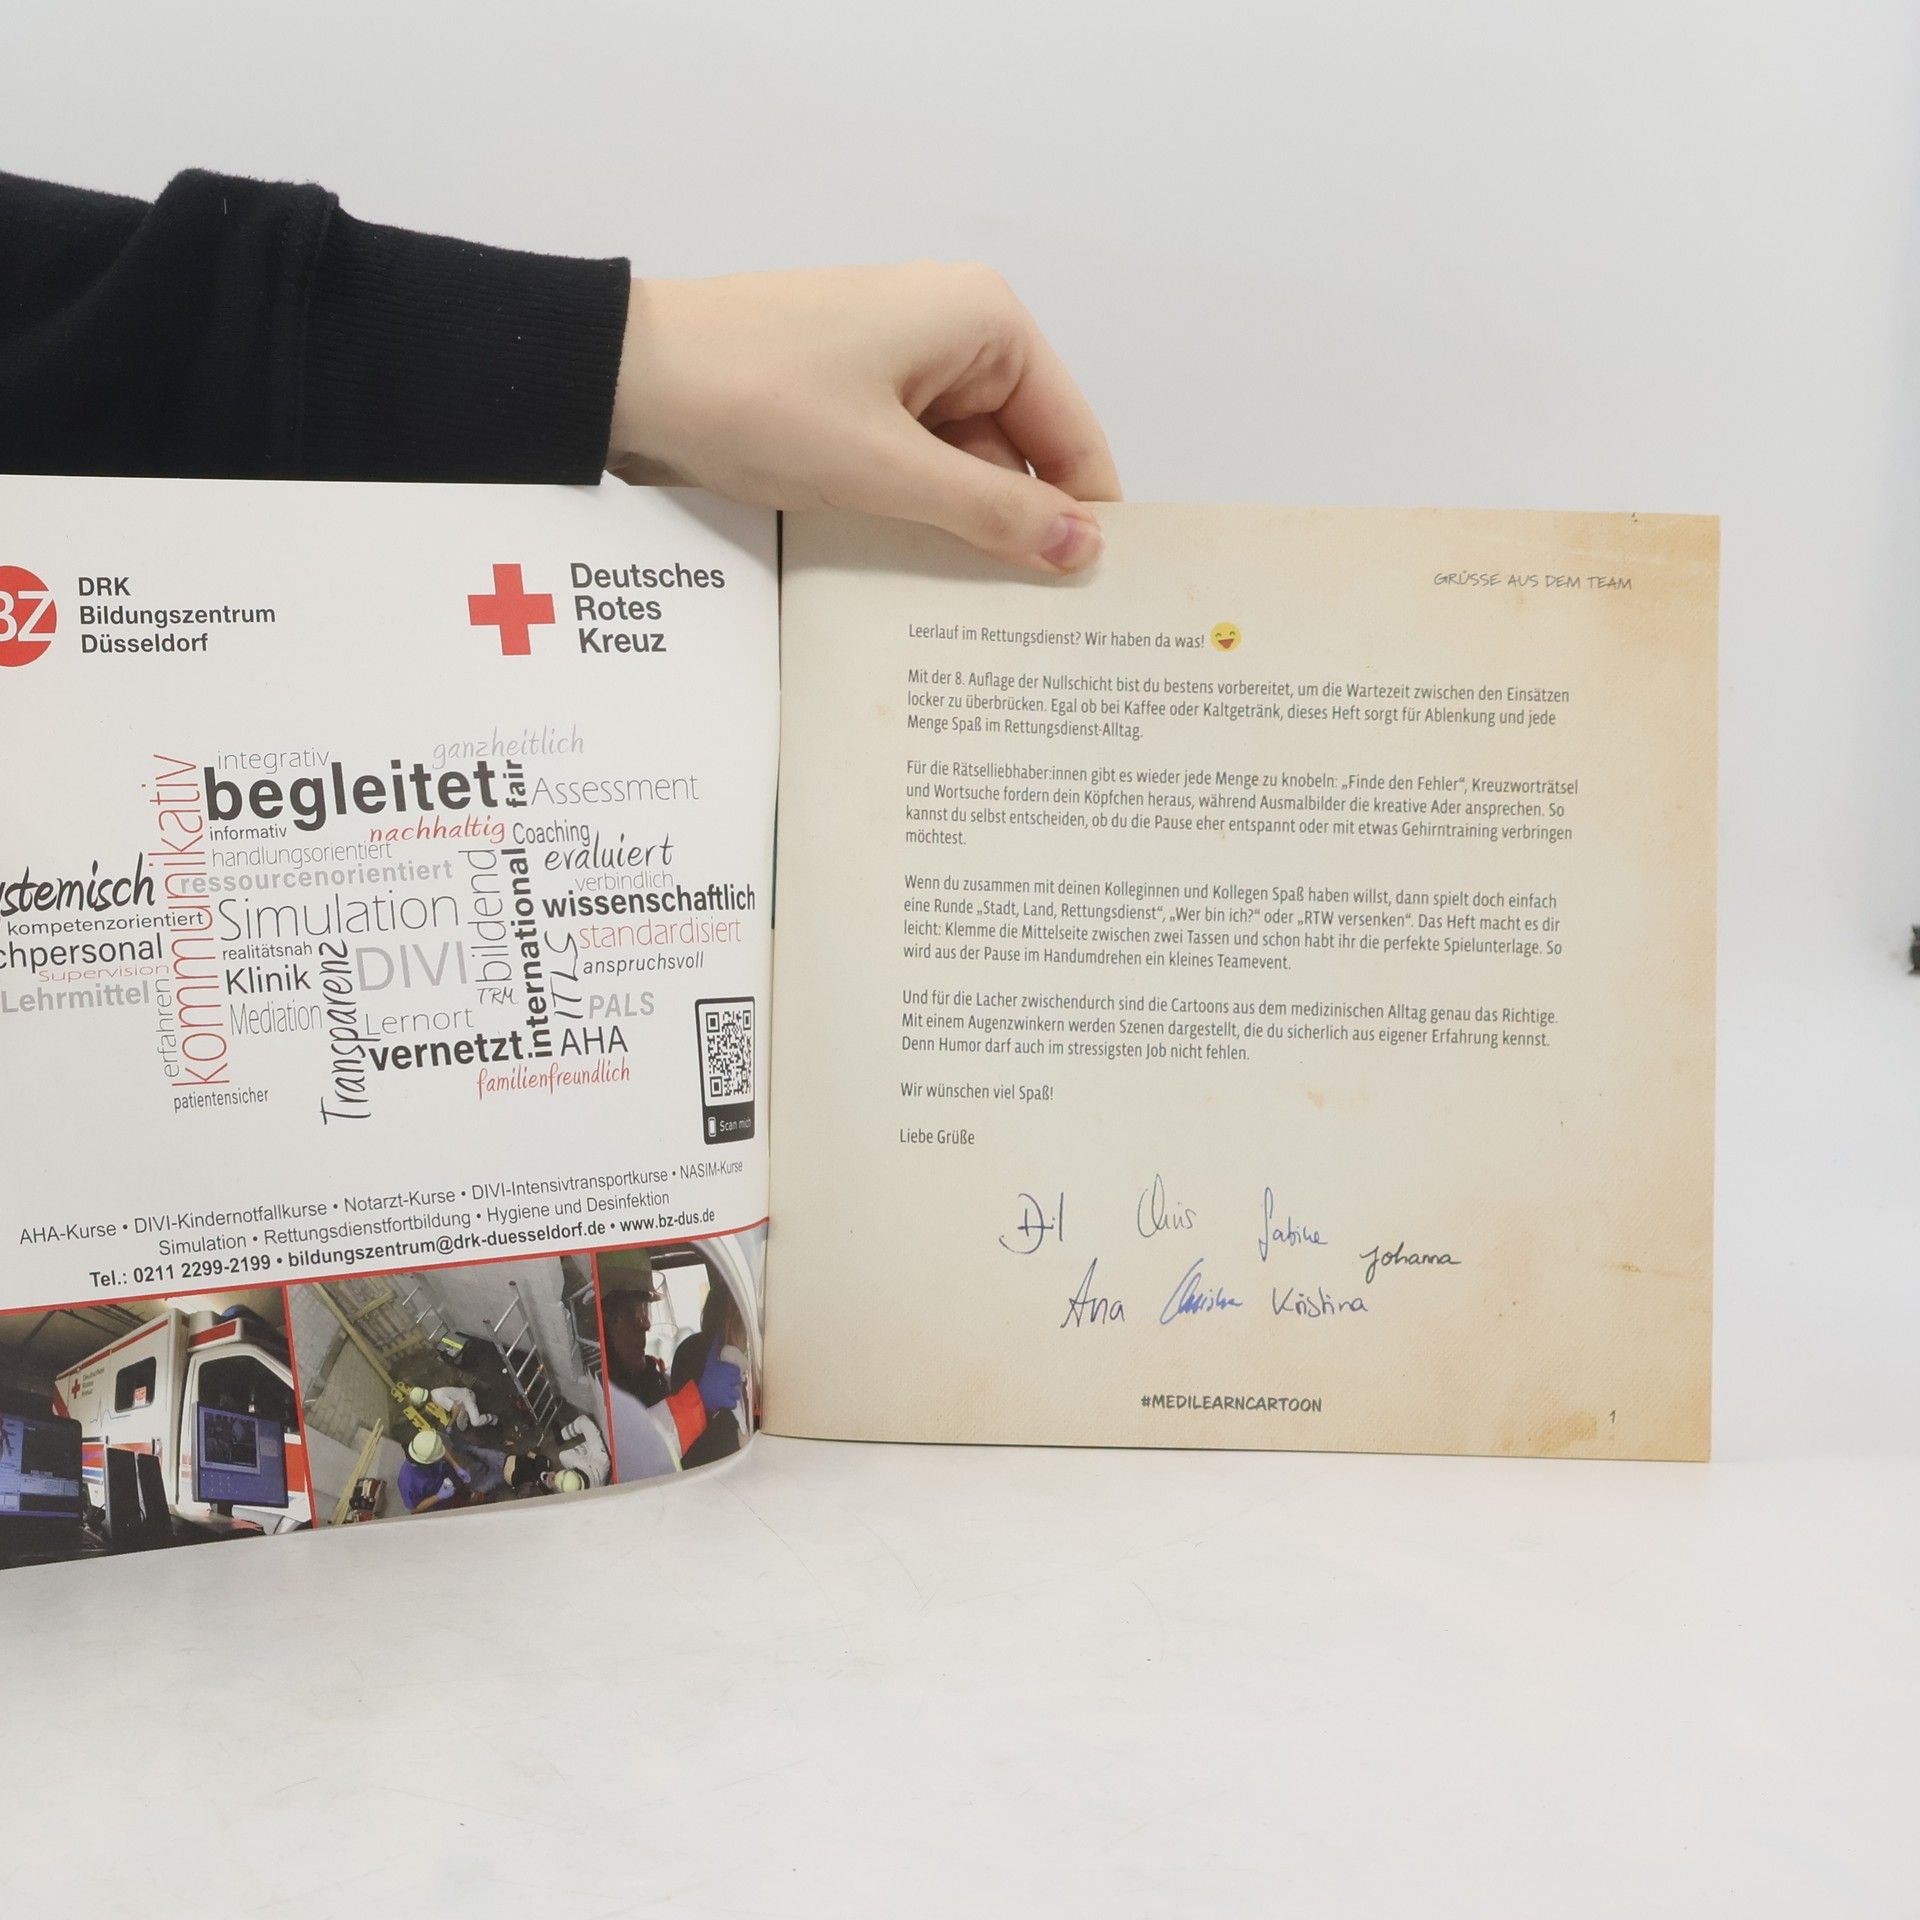 BZ
DRK
Bildungszentrum
Düsseldorf
Deutsches
Rotes
Kreuz
ganzheitlich
integrativ
begleitet
fair
Assessment
kommunikativ
informativ
nachhaltig
Coaching
handlungsorientiert
evaluiert
ressourcenorientiert
verbindlich
stemisch
bildend
international
wissenschaftlich
kompetenzorientiert
Simulation
standardisiert
chpersonal
realitätsnah
DIVI
ITLS
anspruchsvoll
Supervision
Klinik
Transparenz
Lehrmittel
TRM
PALS
erfahren
Mediation
Lernort
vernetzt.
AHA
familienfreundlich
patientensicher
Scan mich
AHA-Kurse • DIVI-Kindernotfallkurse • Notarzt-Kurse • DIVI-Intensivtransportkurse • NASIM-Kurse
Simulation • Rettungsdienstfortbildung • Hygiene und Desinfektion
Tel.: 0211 2299-2199 • bildungszentrum@drk-duesseldorf.de • www.bz-dus.de
Deutsches
Rotes
Kreuz
GRÜSSE AUS DEM TEAM
Leerlauf im Rettungsdienst? Wir haben da was!
Mit der 8. Auflage der Nullschicht bist du bestens vorbereitet, um die Wartezeit zwischen den Einsätzen
locker zu überbrücken. Egal ob bei Kaffee oder Kaltgetränk, dieses Heft sorgt für Ablenkung und jede
Menge Spaß im Rettungsdienst-Alltag.
Für die Rätselliebhaber:innen gibt es wieder jede Menge zu knobeln: „Finde den Fehler“, Kreuzworträtsel
und Wortsuche fordern dein Köpfchen heraus, während Ausmalbilder die kreative Ader ansprechen. So
kannst du selbst entscheiden, ob du die Pause eher entspannt oder mit etwas Gehirntraining verbringen
möchtest.
Wenn du zusammen mit deinen Kolleginnen und Kollegen Spaß haben willst, dann spielt doch einfach
eine Runde „Stadt, Land, Rettungsdienst“, „Wer bin ich?“ oder „RTW versenken“. Das Heft macht es dir
leicht: Klemme die Mittelseite zwischen zwei Tassen und schon habt ihr die perfekte Spielunterlage. So
wird aus der Pause im Handumdrehen ein kleines Teamevent.
Und für die Lacher zwischendurch sind die Cartoons aus dem medizinischen Alltag genau das Richtige.
Mit einem Augenzwinkern werden Szenen dargestellt, die du sicherlich aus eigener Erfahrung kennst.
Denn Humor darf auch im stressigsten Job nicht fehlen.
Wir wünschen viel Spaß!
Liebe Grüße
Chris Sabine Johanna
Ana Kristina
#MEDILEARNCARTOON
1